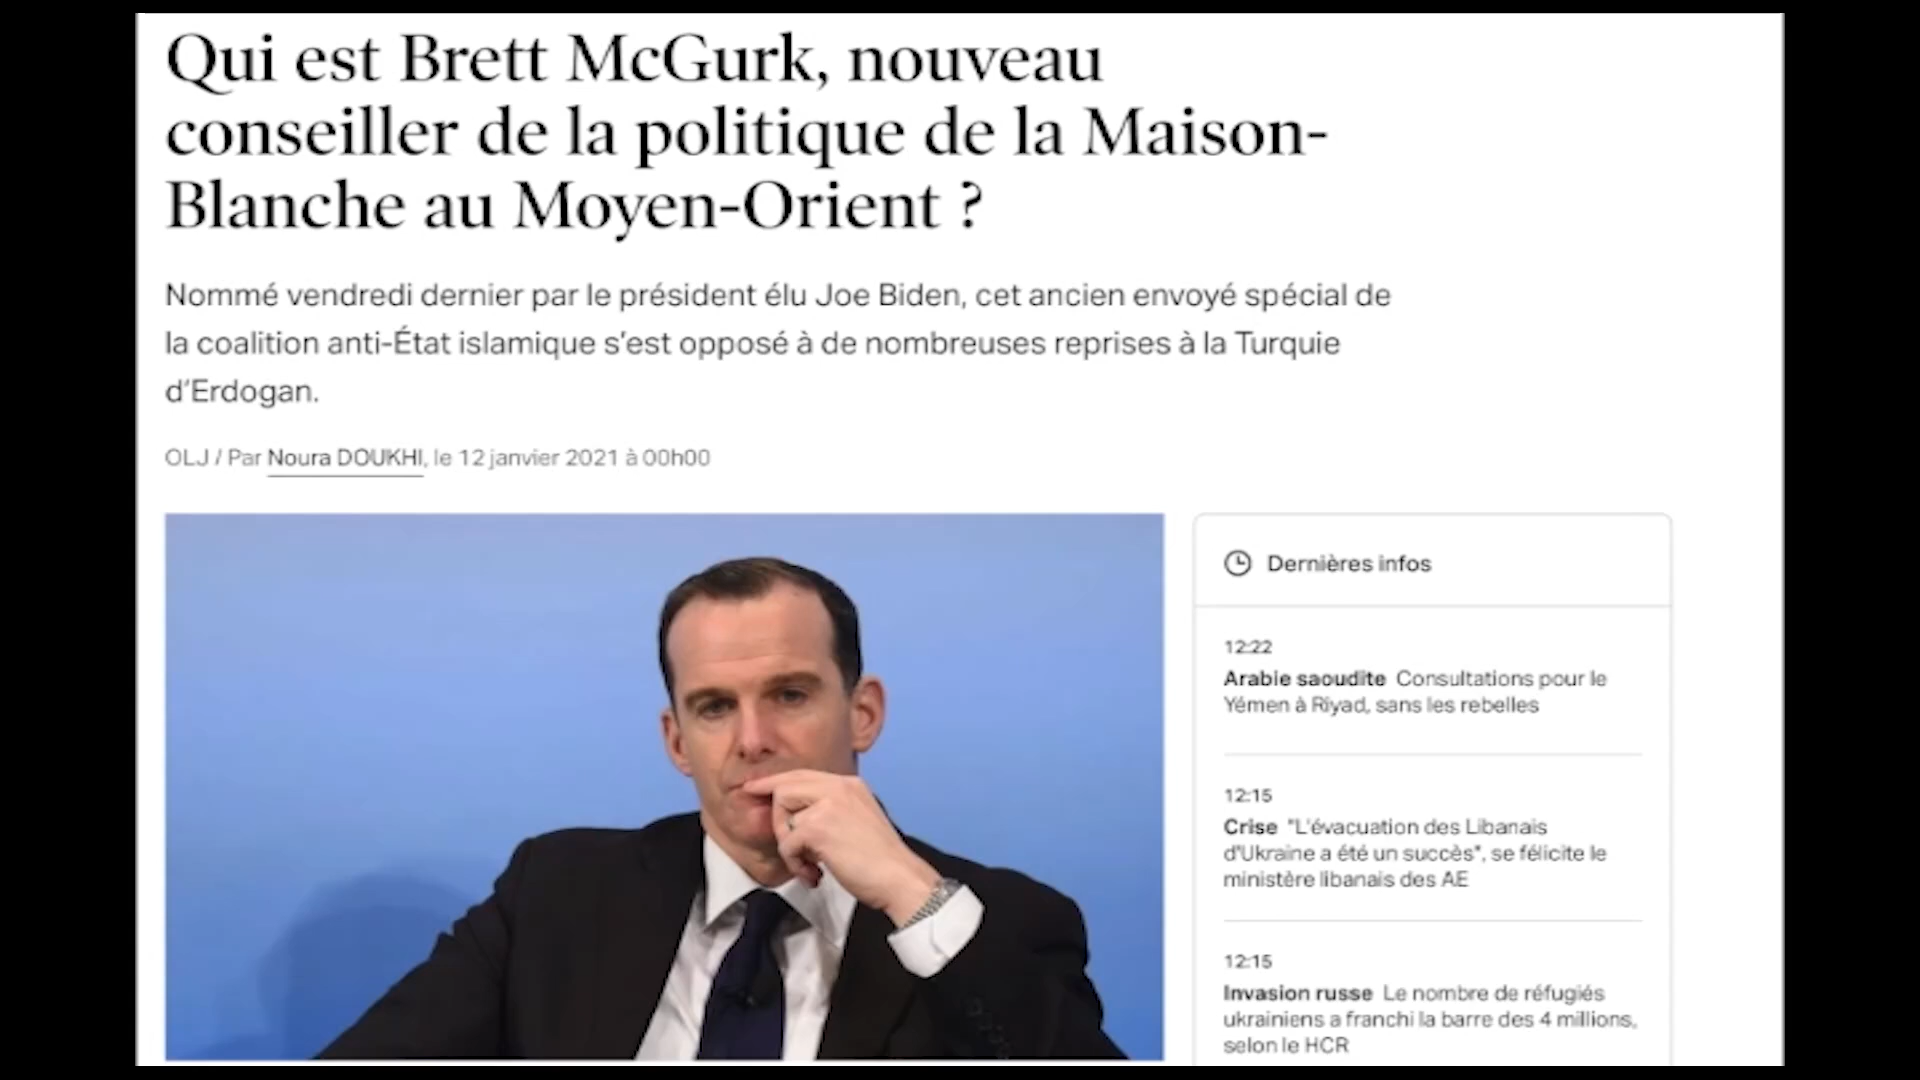 Qui est Brett McGurk, nouveau
conseiller de la politique de la Maison-
Blanche au Moyen-Orient ?
Nommé vendredi dernier par le président élu Joe Biden, cet ancien envoyé spécial de
la coalition anti-État islamique s'est opposé à de nombreuses reprises à la Turquie
d'Erdogan.
OLJ / Par Noura DOUKHI, le 12 janvier 2021 à 00h00
Dernières infos
12:22
Arabie saoudite Consultations pour le
Yémen à Riyad, sans les rebelles
12:15
Crise "L'évacuation des Libanais
d'Ukraine a été un succès", se félicite le
ministère libanais des AE
12:15
Invasion russe Le nombre de réfugiés
ukrainiens a franchi la barre des 4 millions,
selon le HCR